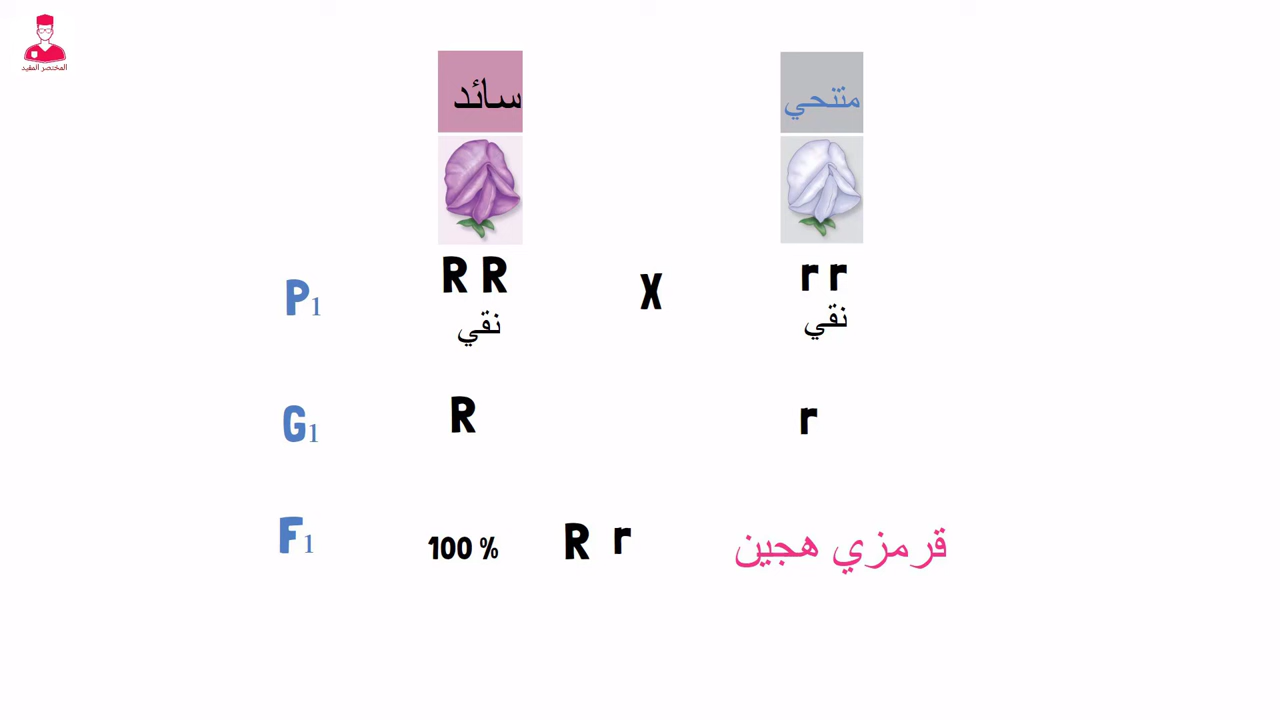 المختصر المفيد
سائد
متنحي
P1 R R X r r
نقي نقي
G1 R r
F1 100 % R r قرمزي هجين